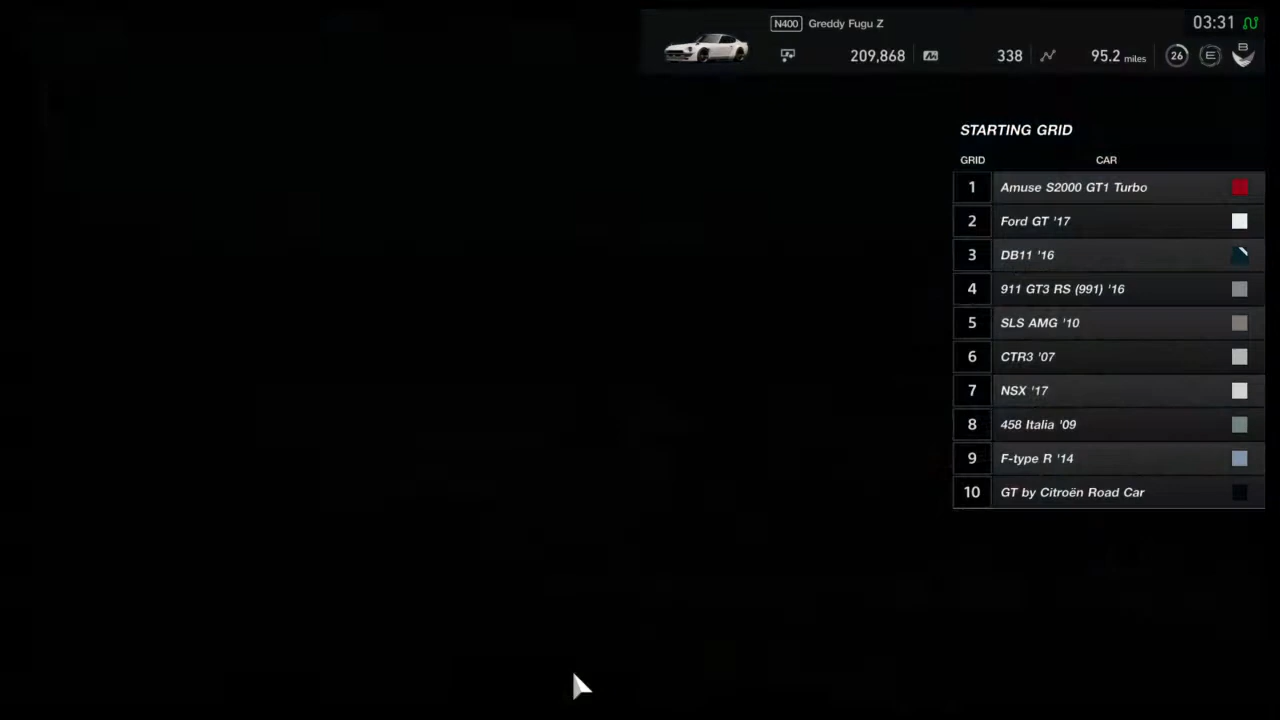 N400 Greddy Fugu Z 03:31
209,868 338 95.2 miles 26 E B
STARTING GRID
GRID CAR
1 Amuse S2000 GT1 Turbo
2 Ford GT '17
3 DB11 '16
4 911 GT3 RS (991) '16
5 SLS AMG '10
6 CTR3 '07
7 NSX '17
8 458 Italia '09
9 F-type R '14
10 GT by Citroën Road Car